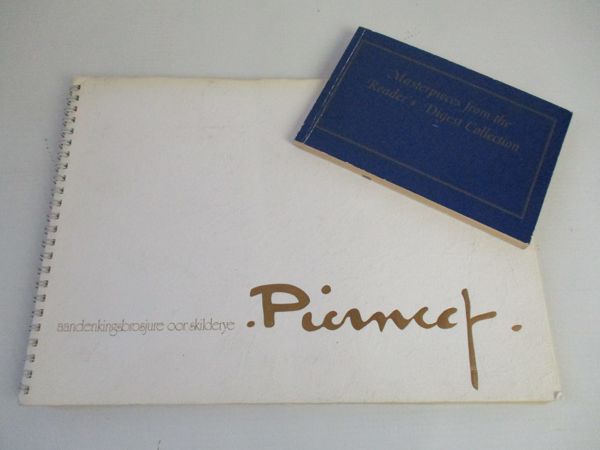 Masterpieces from the
Reader's Digest Collection
aandenkingsbrosjure oor skilderye
.Pierneef.